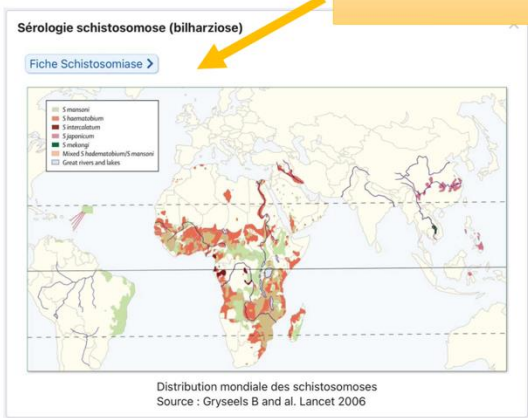 Sérologie schistosomose (bilharziose)
Fiche Schistosomiase >
S mansoni
S haematobium
S intercalatum
S japonicum
S mekongi
Mixed S haematobium/S mansoni
Great rivers and lakes
Distribution mondiale des schistosomoses
Source : Gryseels B and al. Lancet 2006